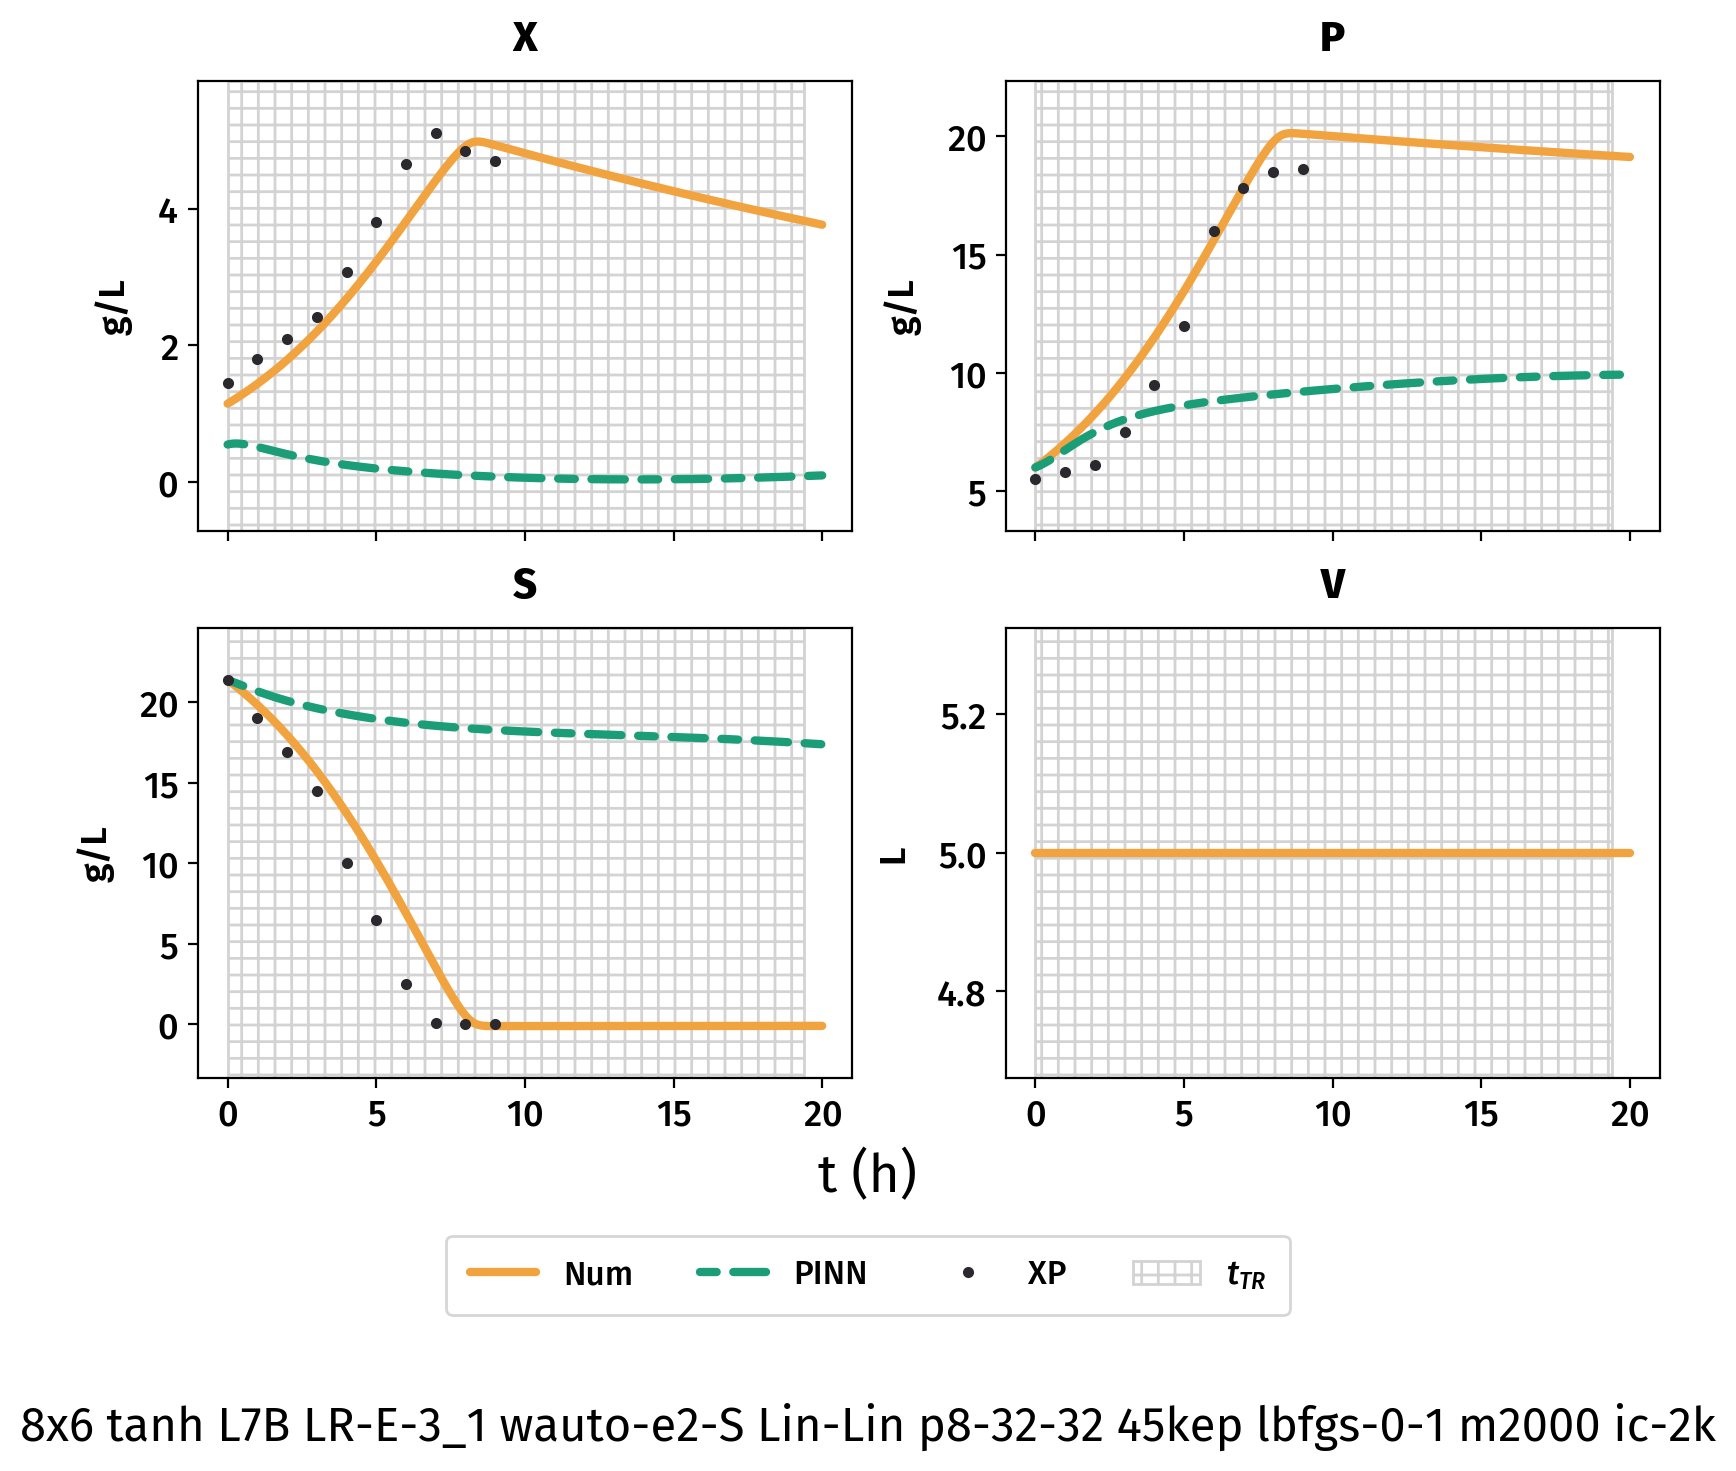 X
P
g/L
4
2
0
g/L
20
15
10
5
S
V
g/L
20
15
10
5
0
L
5.2
5.0
4.8
0 5 10 15 20
0 5 10 15 20
t (h)
Num PINN XP t_TR
8x6 tanh L7B LR-E-3_1 wauto-e2-S Lin-Lin p8-32-32 45kep lbfgs-0-1 m2000 ic-2k